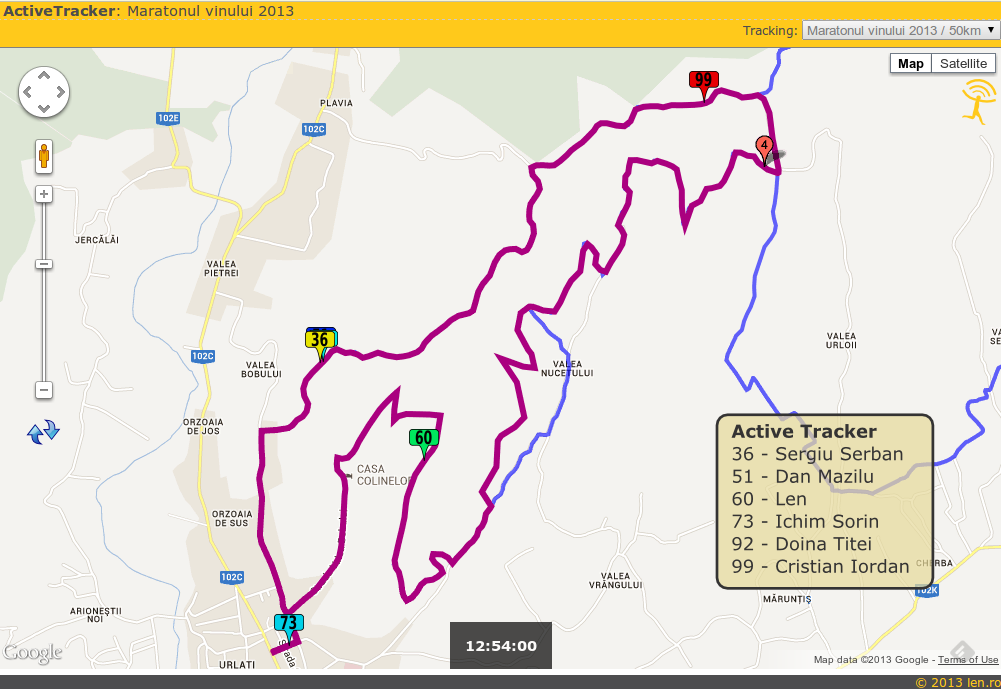 ActiveTracker: Maratonul vinului 2013
Tracking: Maratonul vinului 2013 / 50km
Map Satellite
99
PLAVIA
102E
102C
4
JERCĂLĂI
VALEA
PIETREI
36
VALEA
URLOII
102C
VALEA
BOBULUI
VALEA
NUCETULUI
ORZOAIA
DE JOS
60
CASA
COLINELOR
ORZOAIA
DE SUS
Active Tracker
36 - Sergiu Serban
51 - Dan Mazilu
60 - Len
73 - Ichim Sorin
92 - Doina Titei
99 - Cristian Iordan
102C
VALEA
VRÂNGULUI
CHERBA
102K
MĂRUNȚIȘ
ARIONEȘTII
NOI
73
12:54:00
Google
URLATI
Map data ©2013 Google - Terms of Use
© 2013 len.ro